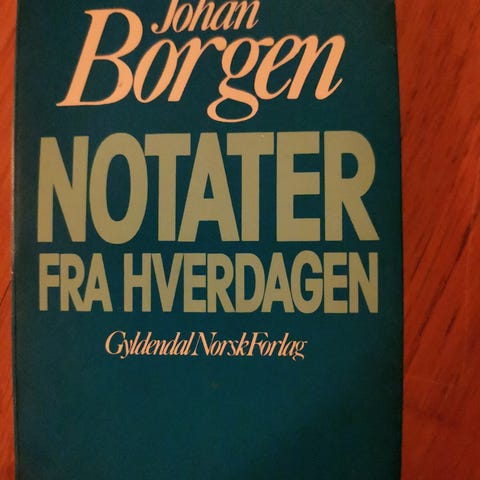 Johan
Borgen
NOTATER
FRA HVERDAGEN
Gyldendal Norsk Forlag